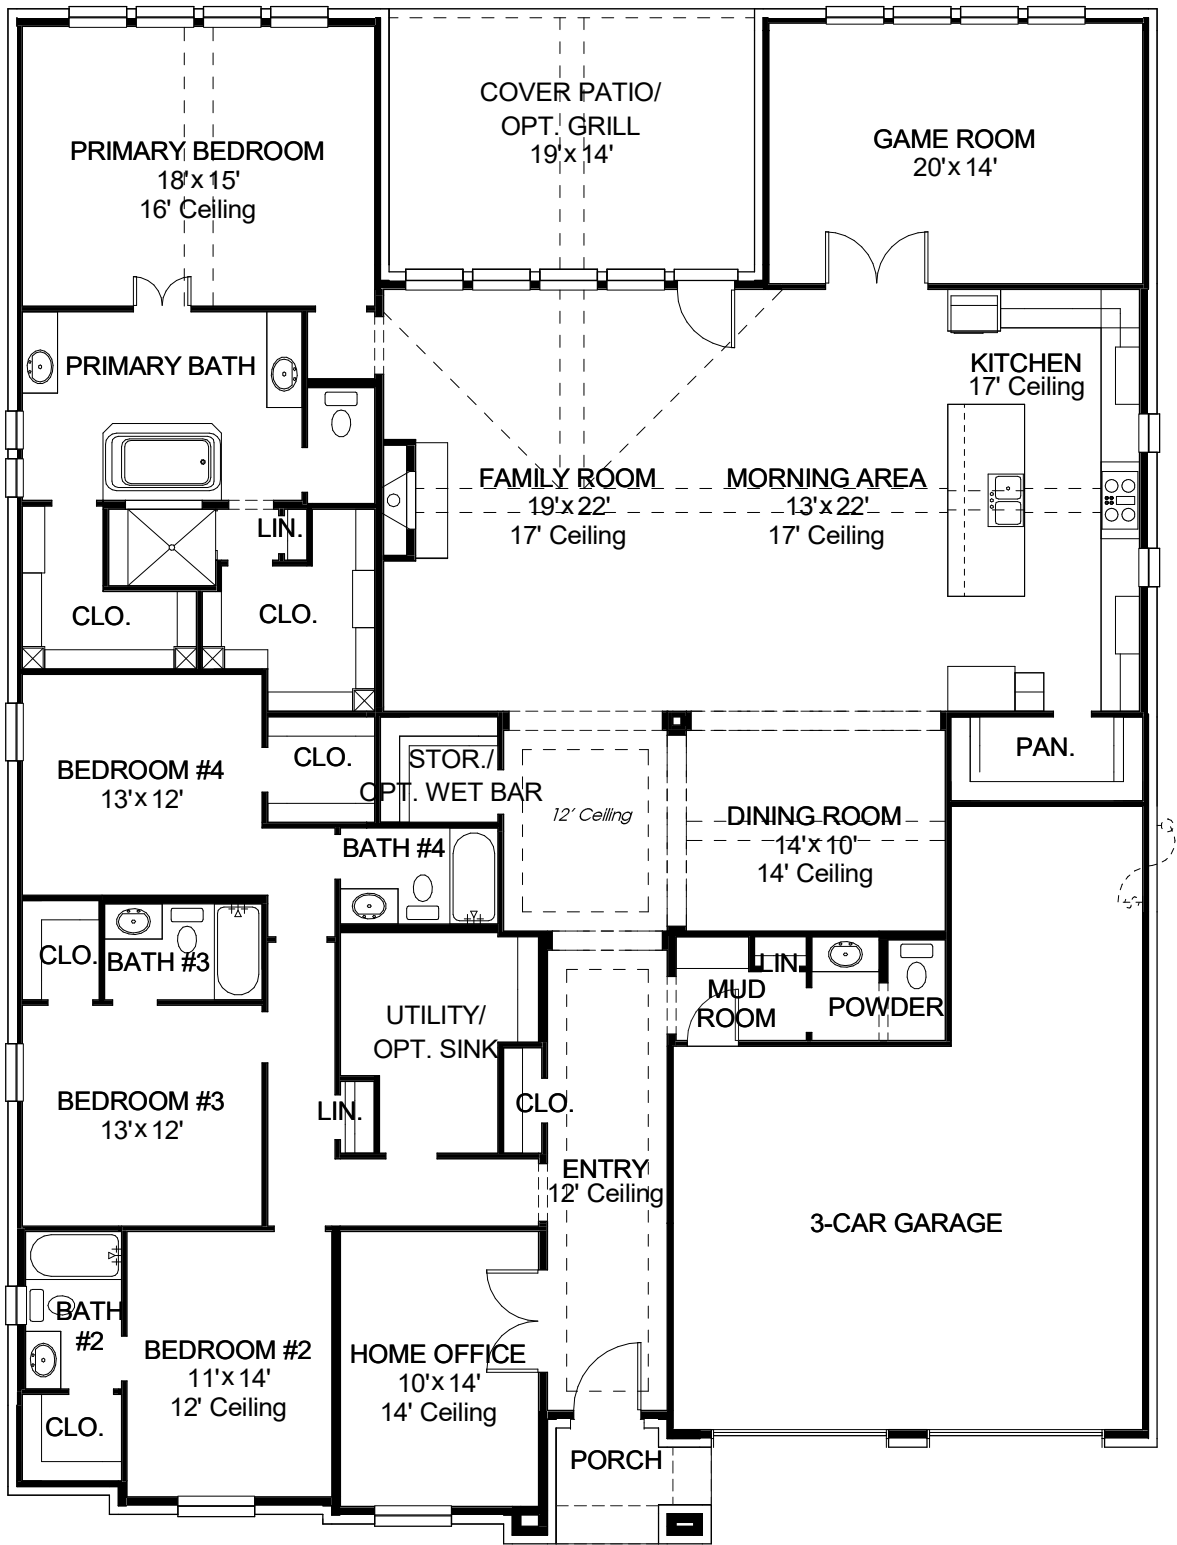 COVER PATIO/
OPT. GRILL
19'x 14'
GAME ROOM
20'x 14'
PRIMARY BEDROOM
18'x 15'
16' Ceiling
PRIMARY BATH
KITCHEN
17' Ceiling
FAMILY ROOM
19'x 22'
17' Ceiling
MORNING AREA
13'x 22'
17' Ceiling
LIN.
CLO.
CLO.
BEDROOM #4
13'x 12'
CLO.
STOR./
OPT. WET BAR
12' Ceiling
PAN.
DINING ROOM
14'x 10'
14' Ceiling
BATH #4
CLO.
BATH #3
LIN.
MUD
ROOM
POWDER
UTILITY/
OPT. SINK
BEDROOM #3
13'x 12'
LIN.
CLO.
ENTRY
12' Ceiling
3-CAR GARAGE
BATH
#2
BEDROOM #2
11'x 14'
12' Ceiling
HOME OFFICE
10'x 14'
14' Ceiling
CLO.
PORCH